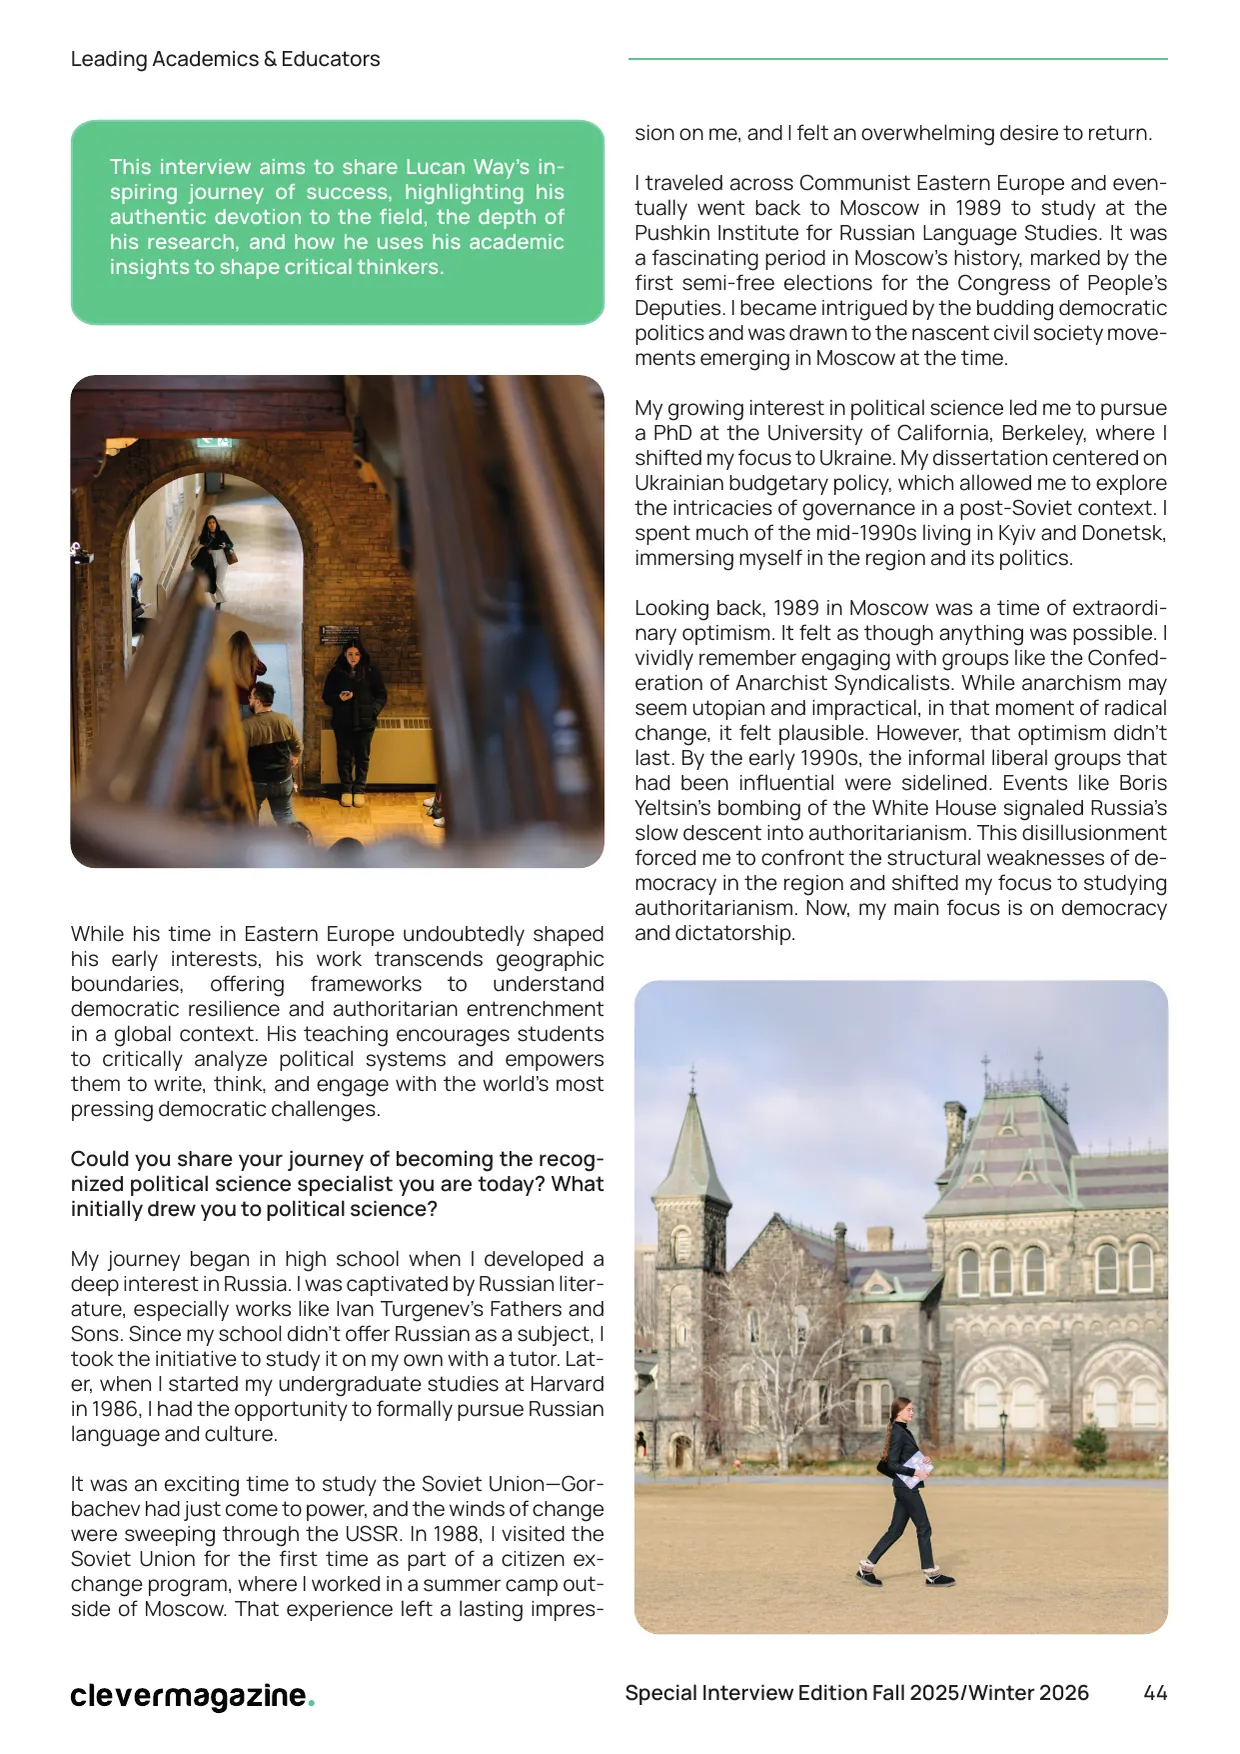 Leading Academics & Educators
This interview aims to share Lucan Way's in-
spiring journey of success, highlighting his
authentic devotion to the field, the depth of
his research, and how he uses his academic
insights to shape critical thinkers.
While his time in Eastern Europe undoubtedly shaped
his early interests, his work transcends geographic
boundaries, offering frameworks to understand
democratic resilience and authoritarian entrenchment
in a global context. His teaching encourages students
to critically analyze political systems and empowers
them to write, think, and engage with the world's most
pressing democratic challenges.
Could you share your journey of becoming the recog-
nized political science specialist you are today? What
initially drew you to political science?
My journey began in high school when I developed a
deep interest in Russia. I was captivated by Russian liter-
ature, especially works like Ivan Turgenev's Fathers and
Sons. Since my school didn't offer Russian as a subject, I
took the initiative to study it on my own with a tutor. Lat-
er, when I started my undergraduate studies at Harvard
in 1986, I had the opportunity to formally pursue Russian
language and culture.
It was an exciting time to study the Soviet Union—Gor-
bachev had just come to power, and the winds of change
were sweeping through the USSR. In 1988, I visited the
Soviet Union for the first time as part of a citizen ex-
change program, where I worked in a summer camp out-
side of Moscow. That experience left a lasting impres-
sion on me, and I felt an overwhelming desire to return.
I traveled across Communist Eastern Europe and even-
tually went back to Moscow in 1989 to study at the
Pushkin Institute for Russian Language Studies. It was
a fascinating period in Moscow's history, marked by the
first semi-free elections for the Congress of People's
Deputies. I became intrigued by the budding democratic
politics and was drawn to the nascent civil society move-
ments emerging in Moscow at the time.
My growing interest in political science led me to pursue
a PhD at the University of California, Berkeley, where I
shifted my focus to Ukraine. My dissertation centered on
Ukrainian budgetary policy, which allowed me to explore
the intricacies of governance in a post-Soviet context. I
spent much of the mid-1990s living in Kyiv and Donetsk,
immersing myself in the region and its politics.
Looking back, 1989 in Moscow was a time of extraordi-
nary optimism. It felt as though anything was possible. I
vividly remember engaging with groups like the Confed-
eration of Anarchist Syndicalists. While anarchism may
seem utopian and impractical, in that moment of radical
change, it felt plausible. However, that optimism didn't
last. By the early 1990s, the informal liberal groups that
had been influential were sidelined. Events like Boris
Yeltsin's bombing of the White House signaled Russia's
slow descent into authoritarianism. This disillusionment
forced me to confront the structural weaknesses of de-
mocracy in the region and shifted my focus to studying
authoritarianism. Now, my main focus is on democracy
and dictatorship.
clevermagazine.
Special Interview Edition Fall 2025/Winter 2026 44